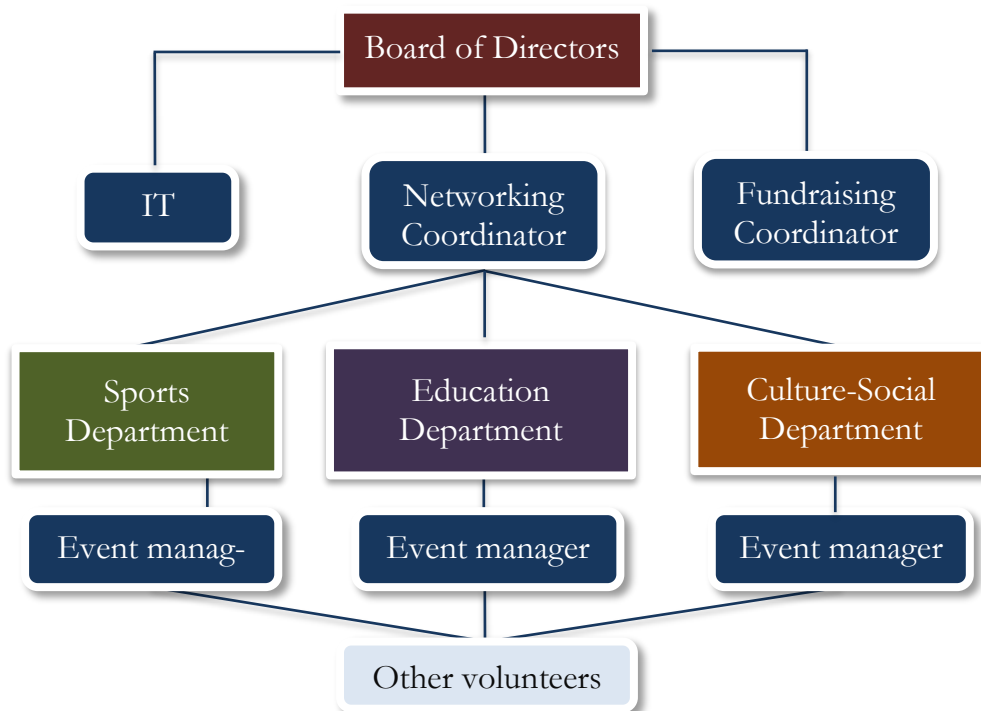 Board of Directors
IT
Networking
Coordinator
Fundraising
Coordinator
Sports
Department
Education
Department
Culture-Social
Department
Event manag-
Event manager
Event manager
Other volunteers